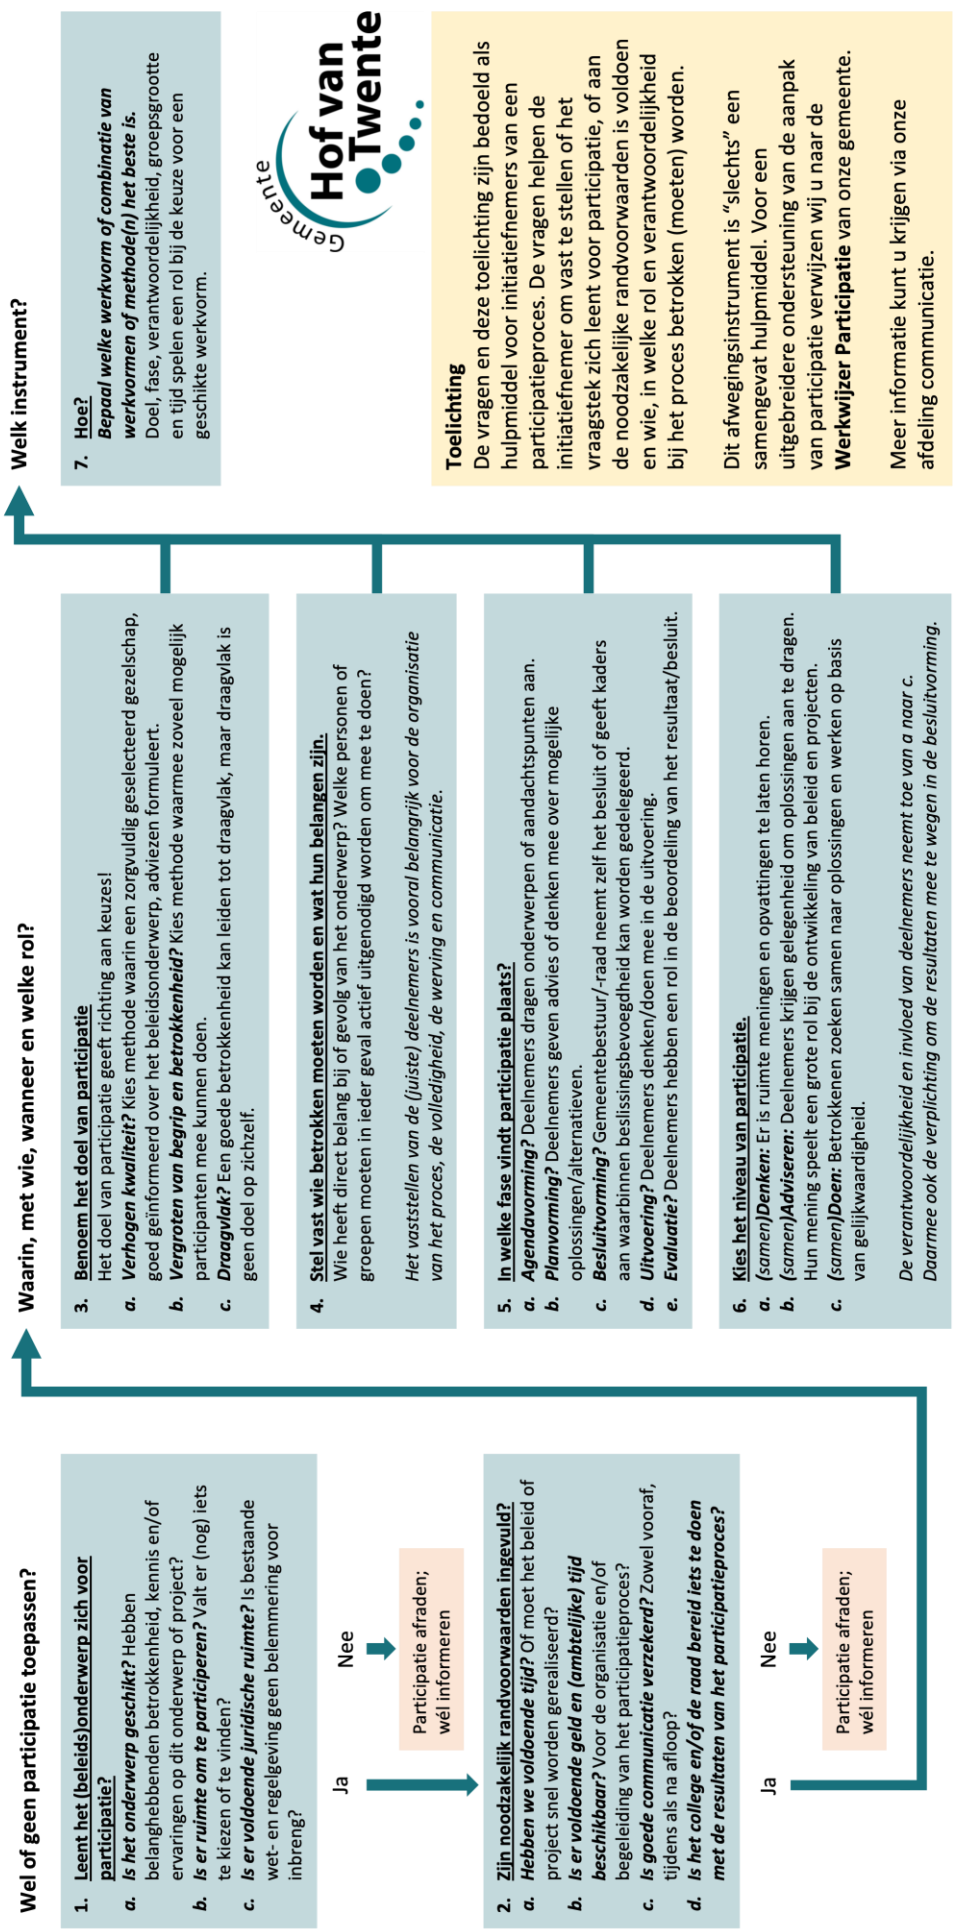 Wel of geen participatie toepassen?
1. Leent het (beleids)onderwerp zich voor
participatie?
a. Is het onderwerp geschikt? Hebben
belanghebbenden betrokkenheid, kennis en/of
ervaringen op dit onderwerp of project?
b. Is er ruimte om te participeren? Valt er (nog) iets
te kiezen of te vinden?
c. Is er voldoende juridische ruimte? Is bestaande
wet- en regelgeving geen belemmering voor
inbreng?
Ja
Nee
Participatie afraden;
wél informeren
2. Zijn noodzakelijk randvoorwaarden ingevuld?
a. Hebben we voldoende tijd? Of moet het beleid of
project snel worden gerealiseerd?
b. Is er voldoende geld en (ambtelijke) tijd
beschikbaar? Voor de organisatie en/of
begeleiding van het participatieproces?
c. Is goede communicatie verzekerd? Zowel vooraf,
tijdens als na afloop?
d. Is het college en/of de raad bereid iets te doen
met de resultaten van het participatieproces?
Ja
Nee
Participatie afraden;
wél informeren
Waarin, met wie, wanneer en welke rol?
3. Benoem het doel van participatie
Het doel van participatie geeft richting aan keuzes!
a. Verhogen kwaliteit? Kies methode waarin een zorgvuldig geselecteerd gezelschap,
goed geïnformeerd over het beleidsonderwerp, adviezen formuleert.
b. Vergroten van begrip en betrokkenheid? Kies methode waarmee zoveel mogelijk
participanten mee kunnen doen.
c. Draagvlak? Een goede betrokkenheid kan leiden tot draagvlak, maar draagvlak is
geen doel op zichzelf.
4. Stel vast wie betrokken moeten worden en wat hun belangen zijn.
Wie heeft direct belang bij of gevolg van het onderwerp? Welke personen of
groepen moeten in ieder geval actief uitgenodigd worden om mee te doen?
Het vaststellen van de (juiste) deelnemers is vooral belangrijk voor de organisatie
van het proces, de volledigheid, de werving en communicatie.
5. In welke fase vindt participatie plaats?
a. Agendavorming? Deelnemers dragen onderwerpen of aandachtspunten aan.
b. Planvorming? Deelnemers geven advies of denken mee over mogelijke
oplossingen/alternatieven.
c. Besluitvorming? Gemeentebestuur/-raad neemt zelf het besluit of geeft kaders
aan waarbinnen beslissingsbevoegdheid kan worden gedelegeerd.
d. Uitvoering? Deelnemers denken/doen mee in de uitvoering.
e. Evaluatie? Deelnemers hebben een rol in de beoordeling van het resultaat/besluit.
6. Kies het niveau van participatie.
a. (samen)Denken: Er is ruimte meningen en opvattingen te laten horen.
b. (samen)Adviseren: Deelnemers krijgen gelegenheid om oplossingen aan te dragen.
Hun mening speelt een grote rol bij de ontwikkeling van beleid en projecten.
c. (samen)Doen: Betrokkenen zoeken samen naar oplossingen en werken op basis
van gelijkwaardigheid.
De verantwoordelijkheid en invloed van deelnemers neemt toe van a naar c.
Daarmee ook de verplichting om de resultaten mee te wegen in de besluitvorming.
Welk instrument?
7. Hoe?
Bepaal welke werkvorm of combinatie van
werkvormen of methode(n) het beste is.
Doel, fase, verantwoordelijkheid, groepsgrootte
en tijd spelen een rol bij de keuze voor een
geschikte werkvorm.
Gemeente
Hof van
Twente
Toelichting
De vragen en deze toelichting zijn bedoeld als
hulpmiddel voor initiatiefnemers van een
participatieproces. De vragen helpen de
initiatiefnemer om vast te stellen of het
vraagstek zich leent voor participatie, of aan
de noodzakelijke randvoorwaarden is voldoen
en wie, in welke rol en verantwoordelijkheid
bij het proces betrokken (moeten) worden.
Dit afwegingsinstrument is “slechts” een
samengevat hulpmiddel. Voor een
uitgebreidere ondersteuning van de aanpak
van participatie verwijzen wij u naar de
Werkwijzer Participatie van onze gemeente.
Meer informatie kunt u krijgen via onze
afdeling communicatie.